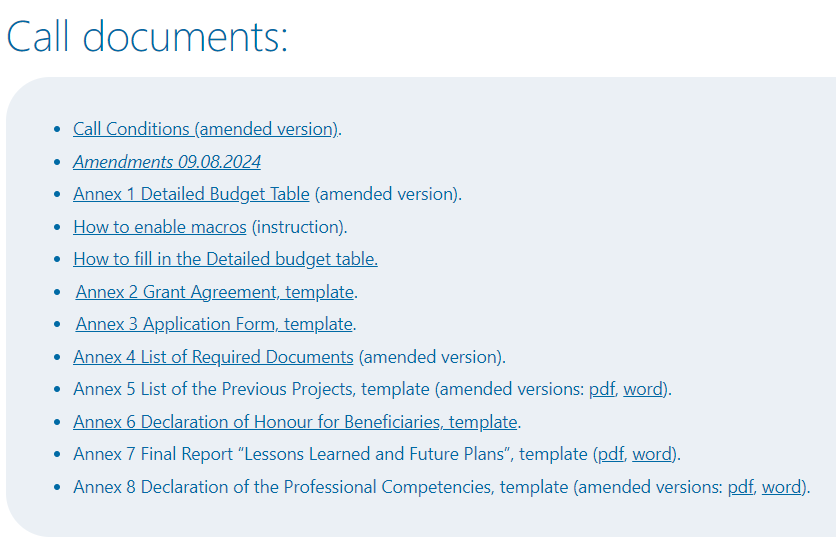 Call documents:
Call Conditions (amended version).
Amendments 09.08.2024
Annex 1 Detailed Budget Table (amended version).
How to enable macros (instruction).
How to fill in the Detailed budget table.
Annex 2 Grant Agreement, template.
Annex 3 Application Form, template.
Annex 4 List of Required Documents (amended version).
Annex 5 List of the Previous Projects, template (amended versions: pdf, word).
Annex 6 Declaration of Honour for Beneficiaries, template.
Annex 7 Final Report “Lessons Learned and Future Plans”, template (pdf, word).
Annex 8 Declaration of the Professional Competencies, template (amended versions: pdf, word).